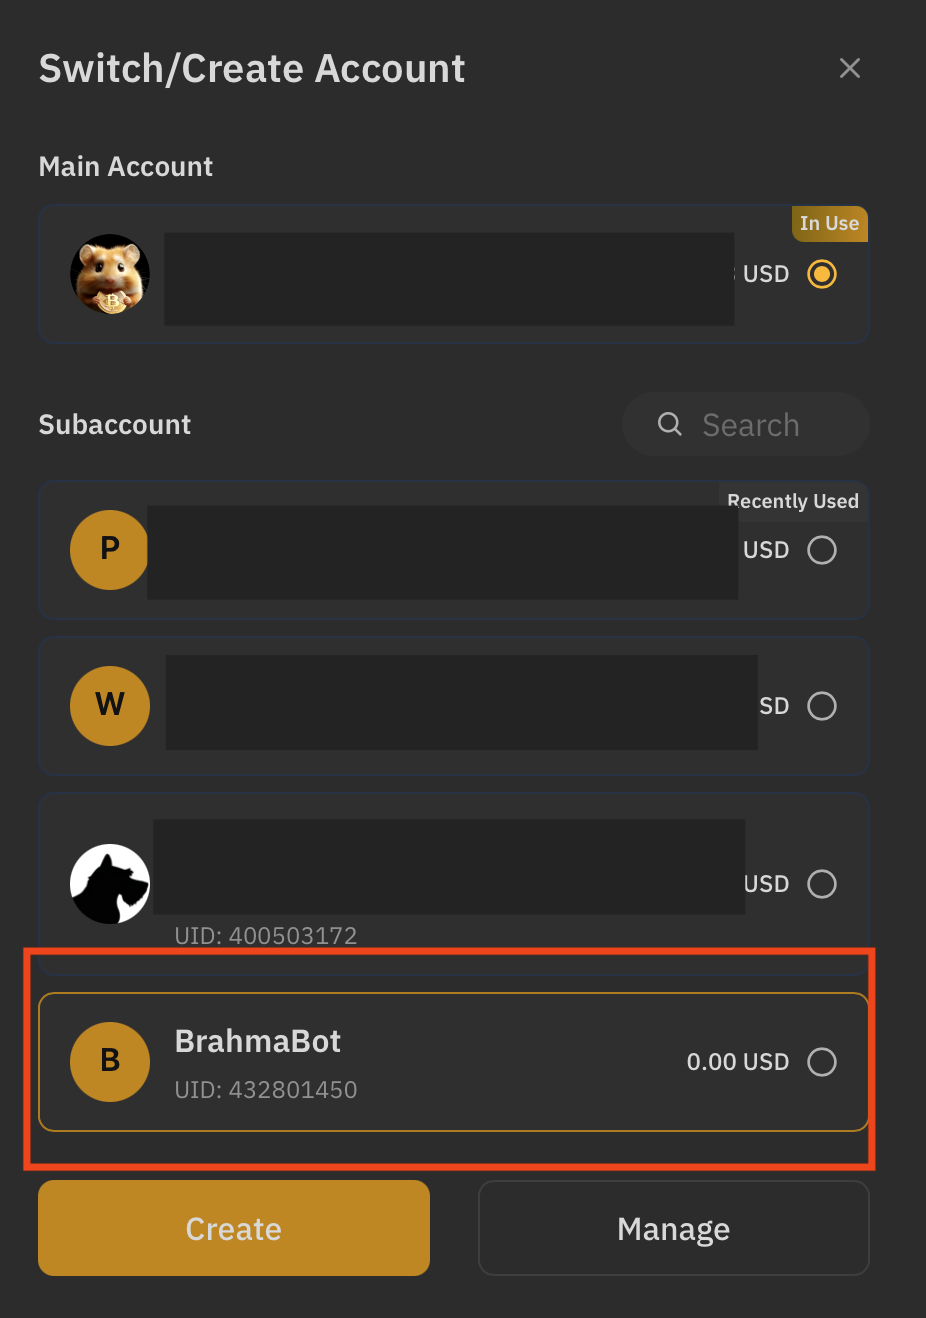 Switch/Create Account
Main Account
In Use
USD
Subaccount
Search
Recently Used
P
USD
W
USD
UID: 400503172
B
BrahmaBot
UID: 432801450
0.00 USD
Create
Manage